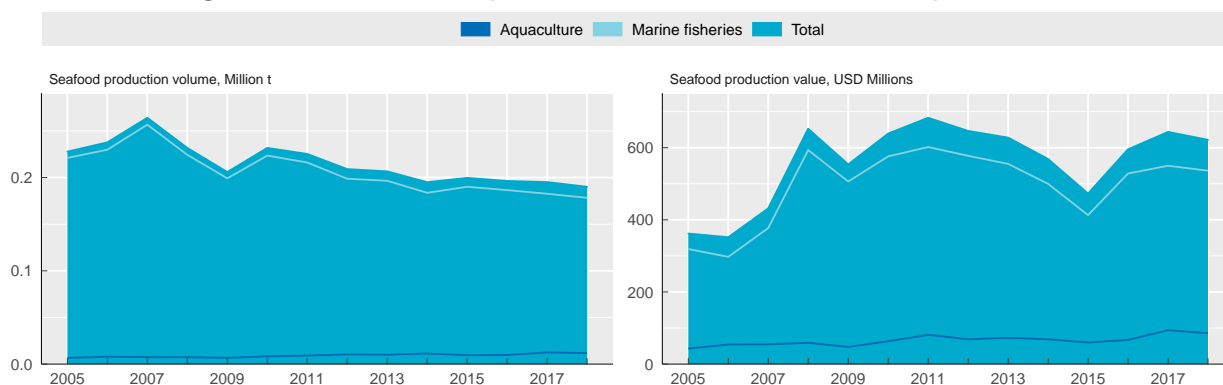 Aquaculture Marine fisheries Total
Seafood production volume, Million t
0.2
0.1
0.0
2005 2007 2009 2011 2013 2015 2017
Seafood production value, USD Millions
600
400
200
0
2005 2007 2009 2011 2013 2015 2017